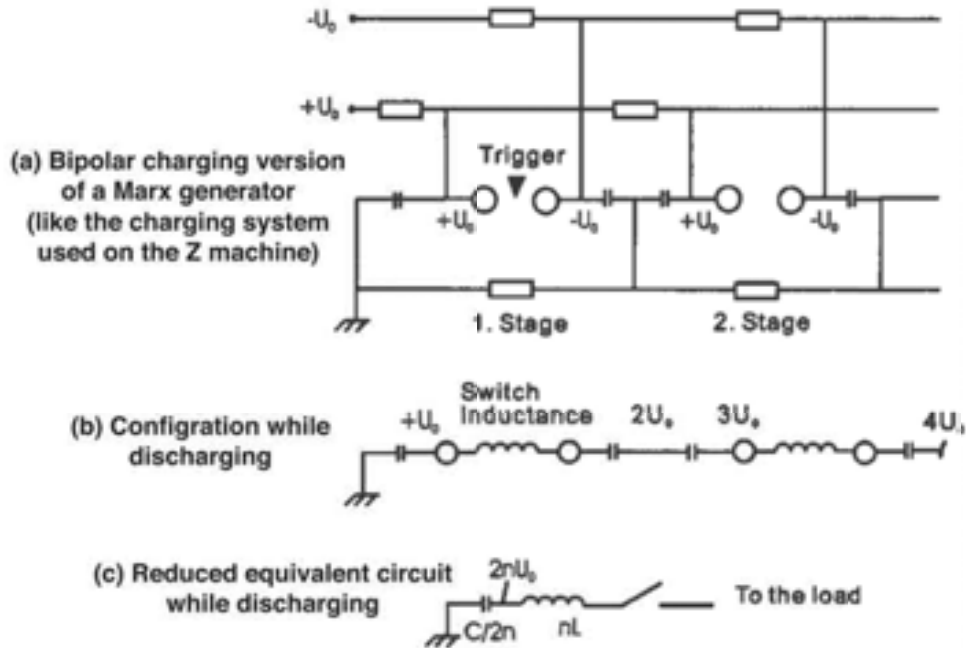 -U₀
+U₀
(a) Bipolar charging version
of a Marx generator
(like the charging system
used on the Z machine)
Trigger
+U₀ -U₀ +U₀ -U₀
1. Stage 2. Stage
(b) Configration while
discharging
+U₀ Switch
Inductance 2U₀ 3U₀ 4U₀
(c) Reduced equivalent circuit
while discharging
2nU₀
C/2n nL
To the load